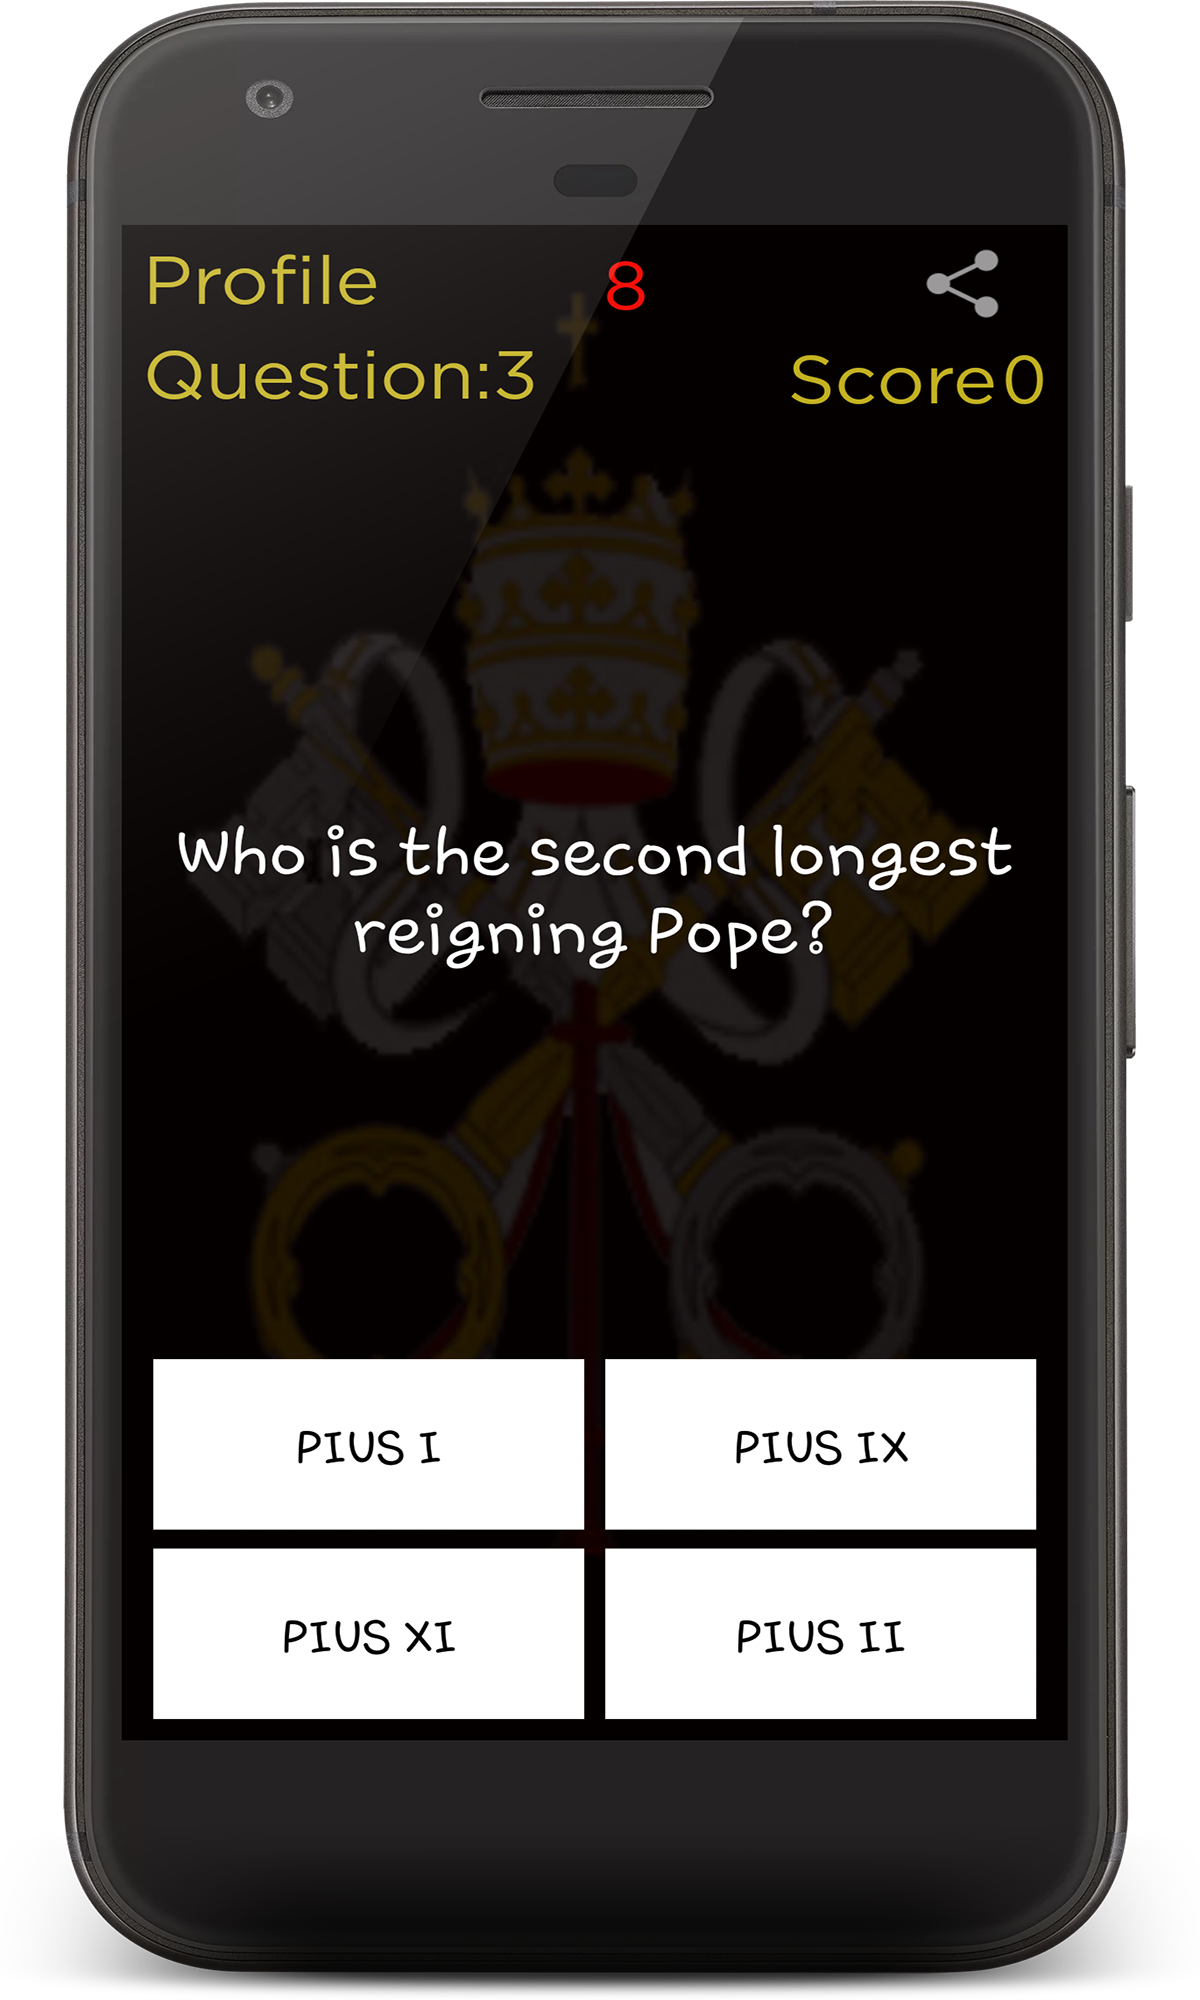 Profile
8
Question:3
Score0
Who is the second longest
reigning Pope?
PIUS I
PIUS IX
PIUS XI
PIUS II